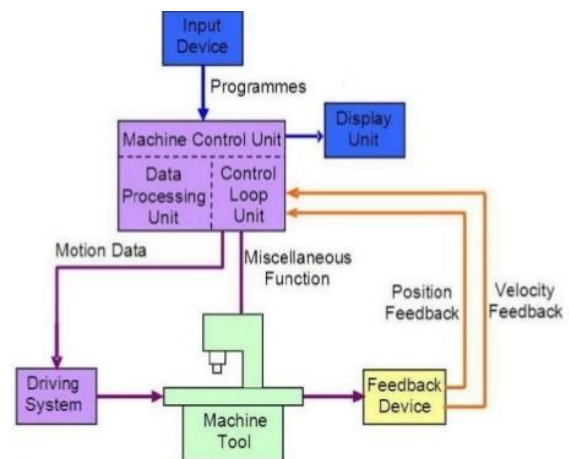 Input
Device
Programmes
Machine Control Unit
Display
Unit
Data
Processing
Unit
Control
Loop
Unit
Motion Data
Miscellaneous
Function
Position
Feedback
Velocity
Feedback
Driving
System
Machine
Tool
Feedback
Device